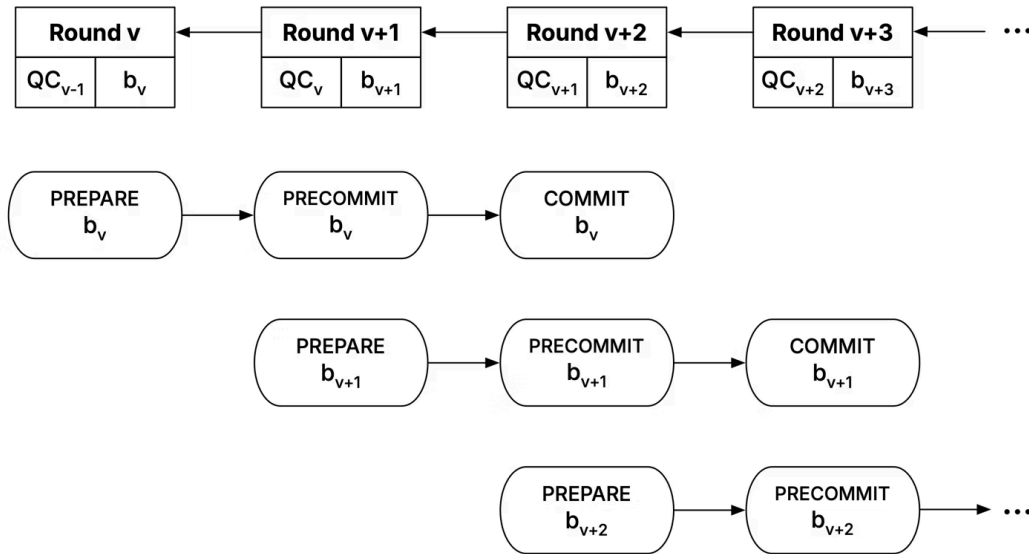 Round v
Round v+1
Round v+2
Round v+3
...
QCᵥ₋₁ bᵥ
QCᵥ bᵥ₊₁
QCᵥ₊₁ bᵥ₊₂
QCᵥ₊₂ bᵥ₊₃
PREPARE
bᵥ
PRECOMMIT
bᵥ
COMMIT
bᵥ
PREPARE
bᵥ₊₁
PRECOMMIT
bᵥ₊₁
COMMIT
bᵥ₊₁
PREPARE
bᵥ₊₂
PRECOMMIT
bᵥ₊₂
...